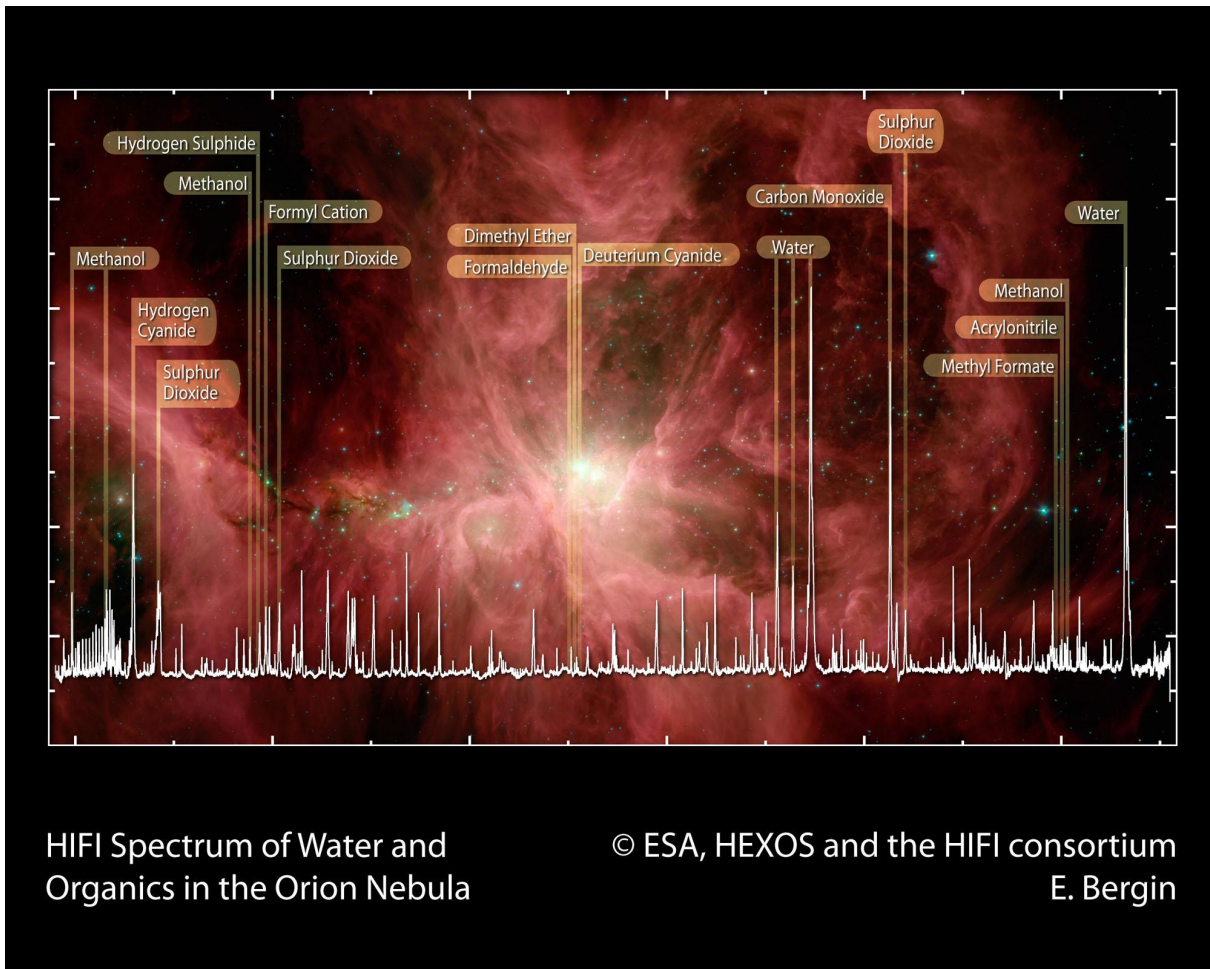 Sulphur
Dioxide
Hydrogen Sulphide
Methanol
Carbon Monoxide
Formyl Cation
Water
Dimethyl Ether
Water
Methanol
Sulphur Dioxide
Formaldehyde
Deuterium Cyanide
Methanol
Hydrogen
Cyanide
Acrylonitrile
Sulphur
Dioxide
Methyl Formate
HIFI Spectrum of Water and
Organics in the Orion Nebula
© ESA, HEXOS and the HIFI consortium
E. Bergin